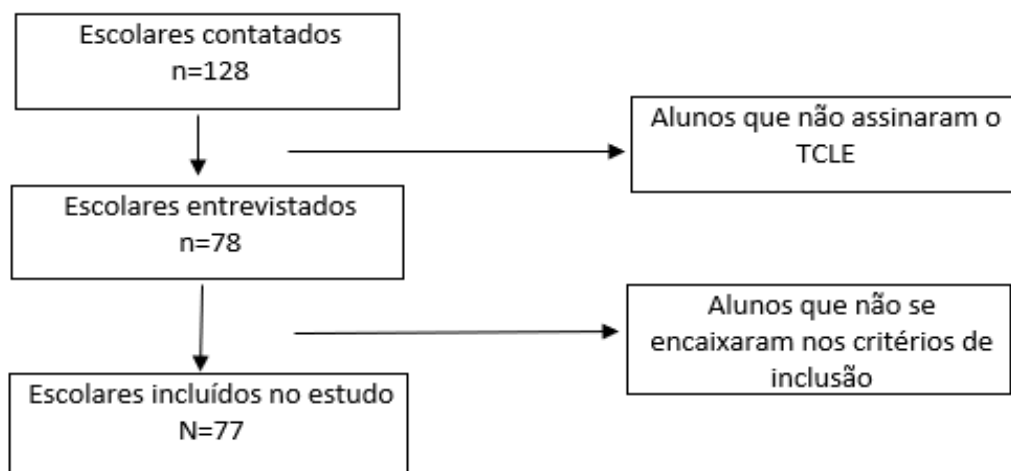 Escolares contatados
n=128
Alunos que não assinaram o
TCLE
Escolares entrevistados
n=78
Alunos que não se
encaixaram nos critérios de
inclusão
Escolares incluídos no estudo
N=77